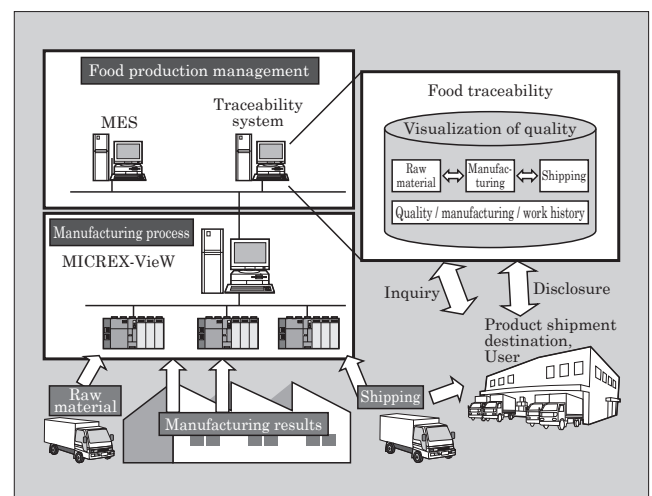 Food production management
MES
Traceability
system
Food traceability
Visualization of quality
Raw
material
Manufac-
turing
Shipping
Quality / manufacturing / work history
Manufacturing process
MICREX-VieW
Inquiry
Disclosure
Product shipment
destination,
User
Raw
material
Manufacturing results
Shipping